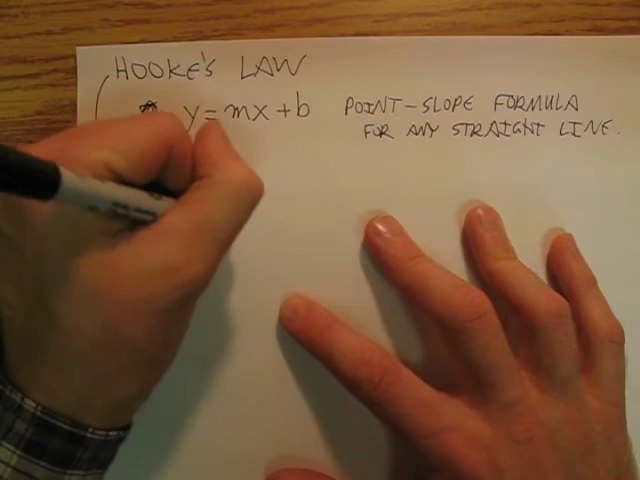 HOOKE'S LAW
y = mx + b POINT-SLOPE FORMULA
FOR ANY STRAIGHT LINE.